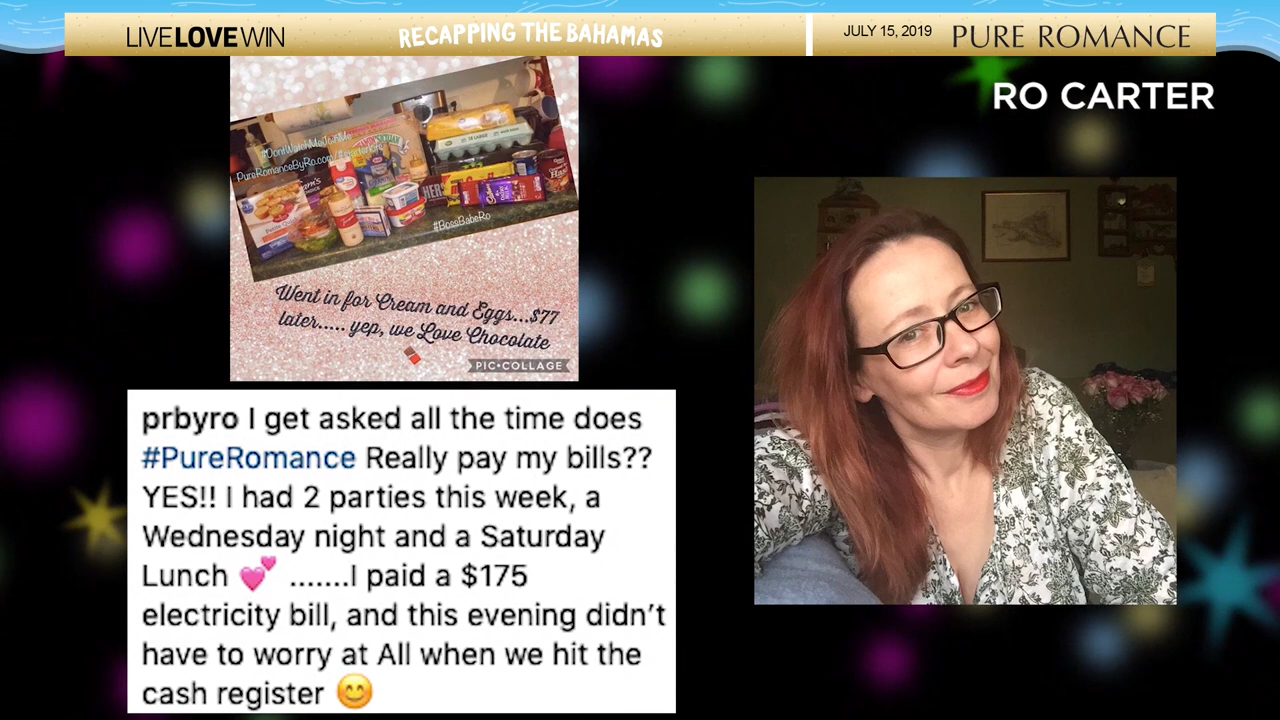 LIVELOVEWIN
RECAPPING THE BAHAMAS
JULY 15, 2019
PURE ROMANCE
RO CARTER
#DontWatchMeJoinMe
PureRomanceByRo.com
#BossBabeRo
Went in for Cream and Eggs...$77
later..... yep, we Love Chocolate
🍫
PIC•COLLAGE
prbyro I get asked all the time does
#PureRomance Really pay my bills??
YES!! I had 2 parties this week, a
Wednesday night and a Saturday
Lunch 💕 .......I paid a $175
electricity bill, and this evening didn't
have to worry at All when we hit the
cash register 😊